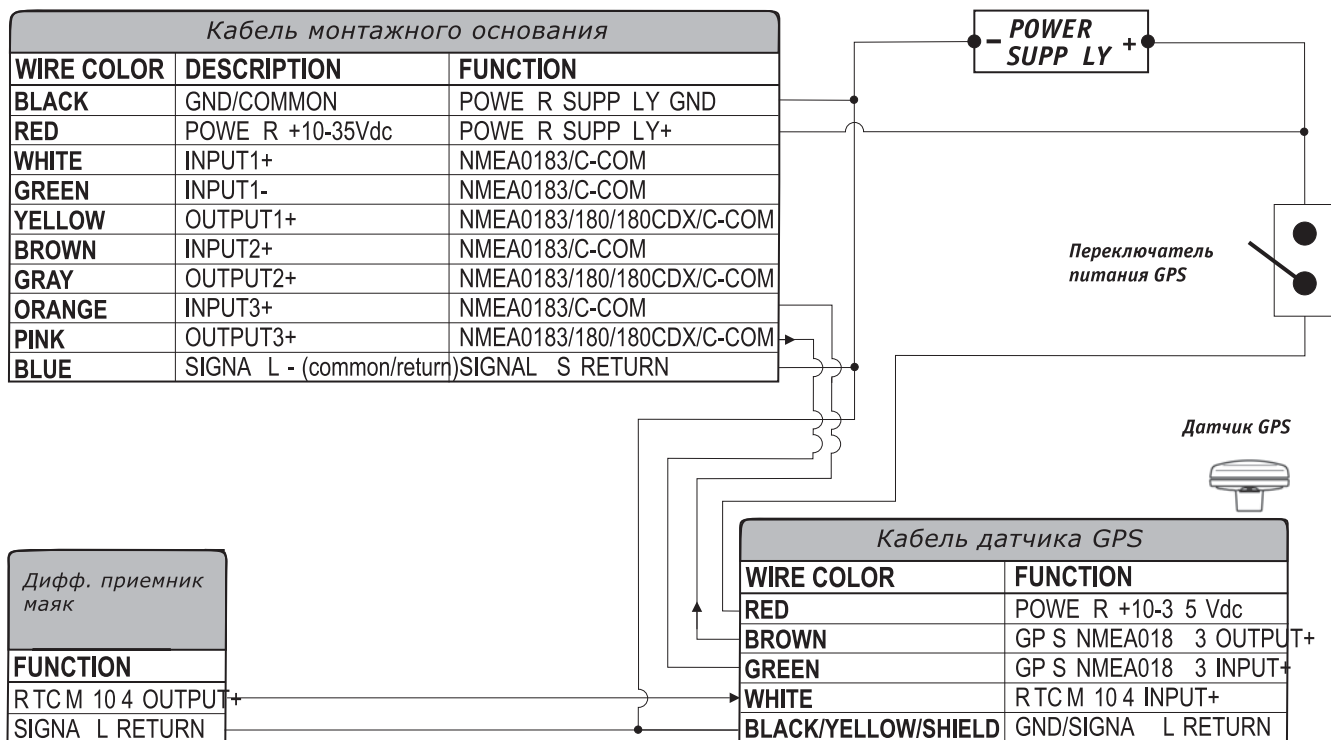 Кабель монтажного основания
WIRE COLOR DESCRIPTION FUNCTION
BLACK GND/COMMON POWE R SUPP LY GND
RED POWE R +10-35Vdc POWE R SUPP LY+
WHITE INPUT1+ NMEA0183/C-COM
GREEN INPUT1- NMEA0183/C-COM
YELLOW OUTPUT1+ NMEA0183/180/180CDX/C-COM
BROWN INPUT2+ NMEA0183/C-COM
GRAY OUTPUT2+ NMEA0183/180/180CDX/C-COM
ORANGE INPUT3+ NMEA0183/C-COM
PINK OUTPUT3+ NMEA0183/180/180CDX/C-COM
BLUE SIGNA L - (common/return) SIGNAL S RETURN
- POWER
SUPP LY +
Переключатель
питания GPS
Датчик GPS
Кабель датчика GPS
WIRE COLOR FUNCTION
RED POWE R +10-3 5 Vdc
BROWN GP S NMEA018 3 OUTPUT+
GREEN GP S NMEA018 3 INPUT+
WHITE R TC M 10 4 INPUT+
BLACK/YELLOW/SHIELD GND/SIGNA L RETURN
Дифф. приемник
маяк
FUNCTION
R TC M 10 4 OUTPUT+
SIGNA L RETURN